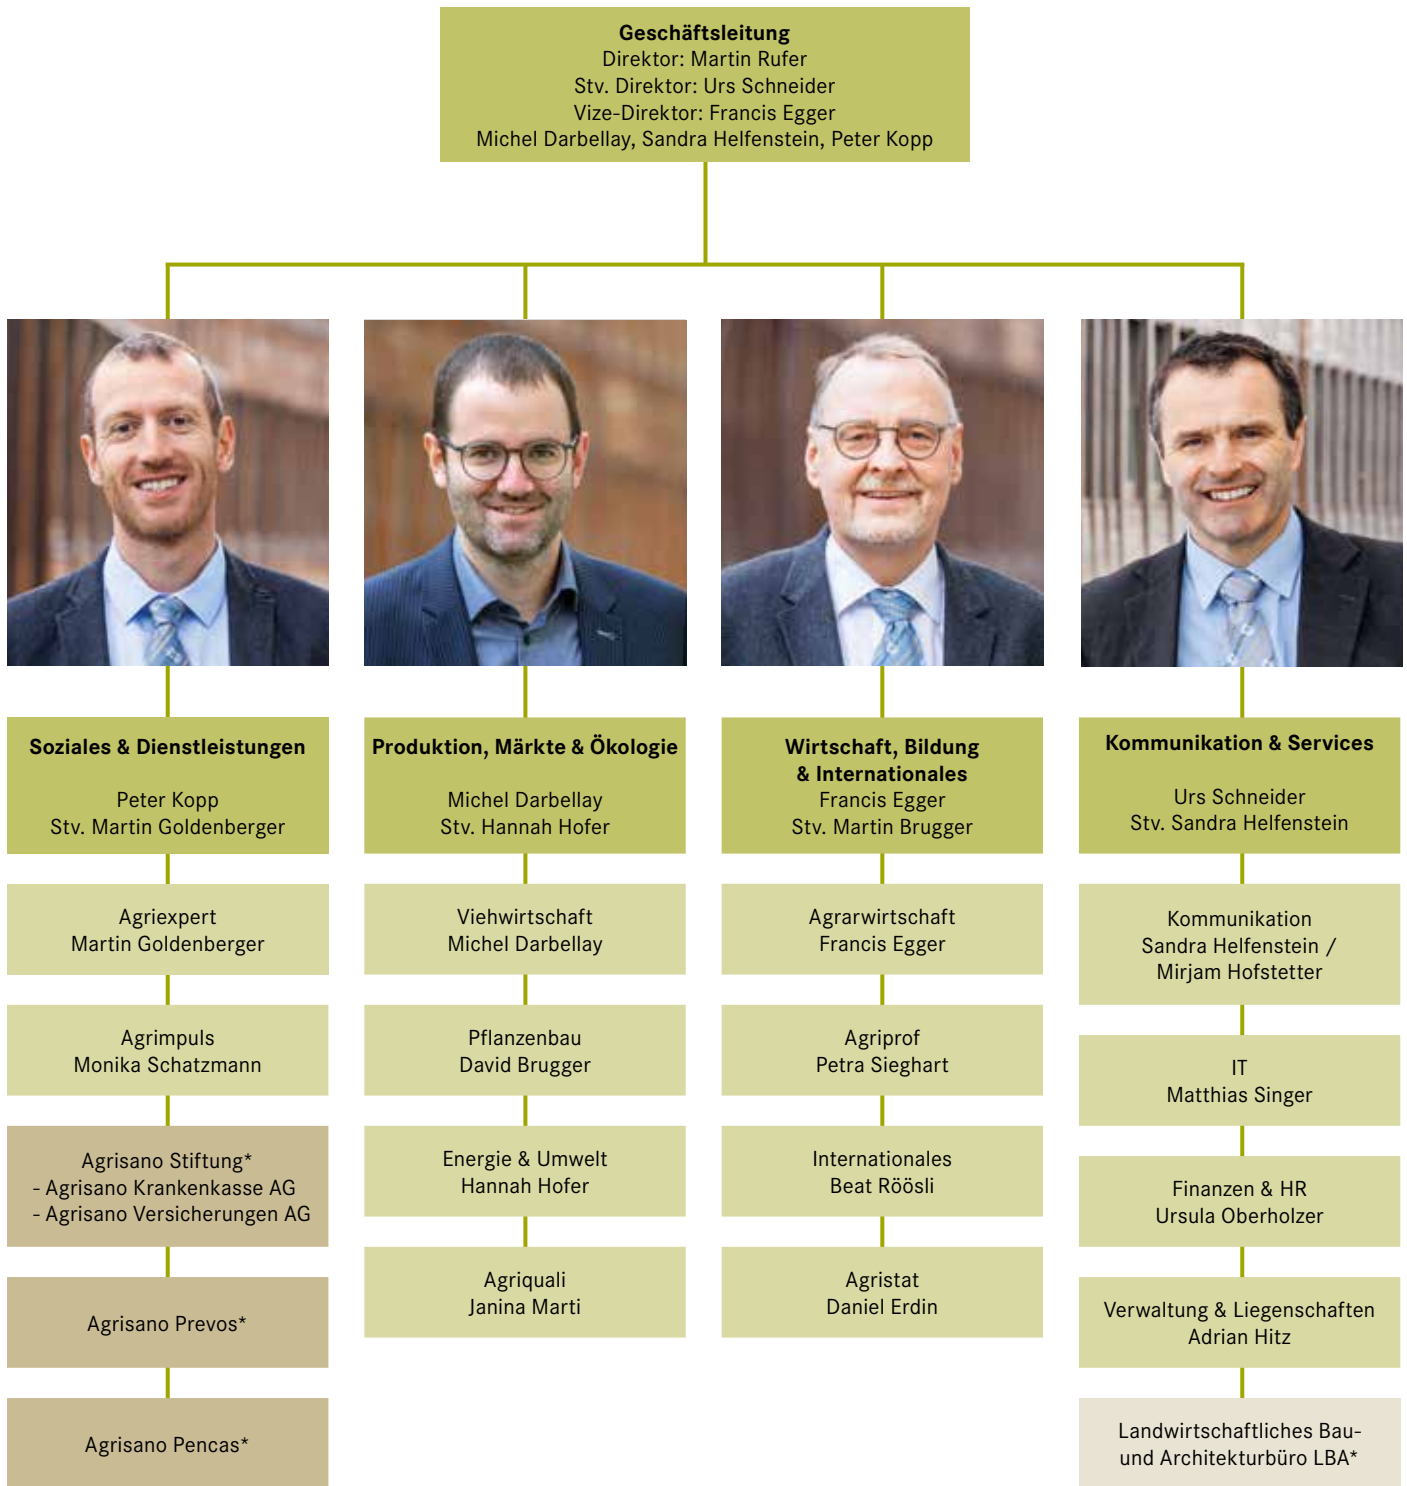 Geschäftsleitung
Direktor: Martin Rufer
Stv. Direktor: Urs Schneider
Vize-Direktor: Francis Egger
Michel Darbellay, Sandra Helfenstein, Peter Kopp
Soziales & Dienstleistungen
Peter Kopp
Stv. Martin Goldenberger
Agriexpert
Martin Goldenberger
Agrimpuls
Monika Schatzmann
Agrisano Stiftung*
- Agrisano Krankenkasse AG
- Agrisano Versicherungen AG
Agrisano Prevos*
Agrisano Pencas*
Produktion, Märkte & Ökologie
Michel Darbellay
Stv. Hannah Hofer
Viehwirtschaft
Michel Darbellay
Pflanzenbau
David Brugger
Energie & Umwelt
Hannah Hofer
Agriquali
Janina Marti
Wirtschaft, Bildung
& Internationales
Francis Egger
Stv. Martin Brugger
Agrarwirtschaft
Francis Egger
Agriprof
Petra Sieghart
Internationales
Beat Röösli
Agristat
Daniel Erdin
Kommunikation & Services
Urs Schneider
Stv. Sandra Helfenstein
Kommunikation
Sandra Helfenstein /
Mirjam Hofstetter
IT
Matthias Singer
Finanzen & HR
Ursula Oberholzer
Verwaltung & Liegenschaften
Adrian Hitz
Landwirtschaftliches Bau-
und Architekturbüro LBA*